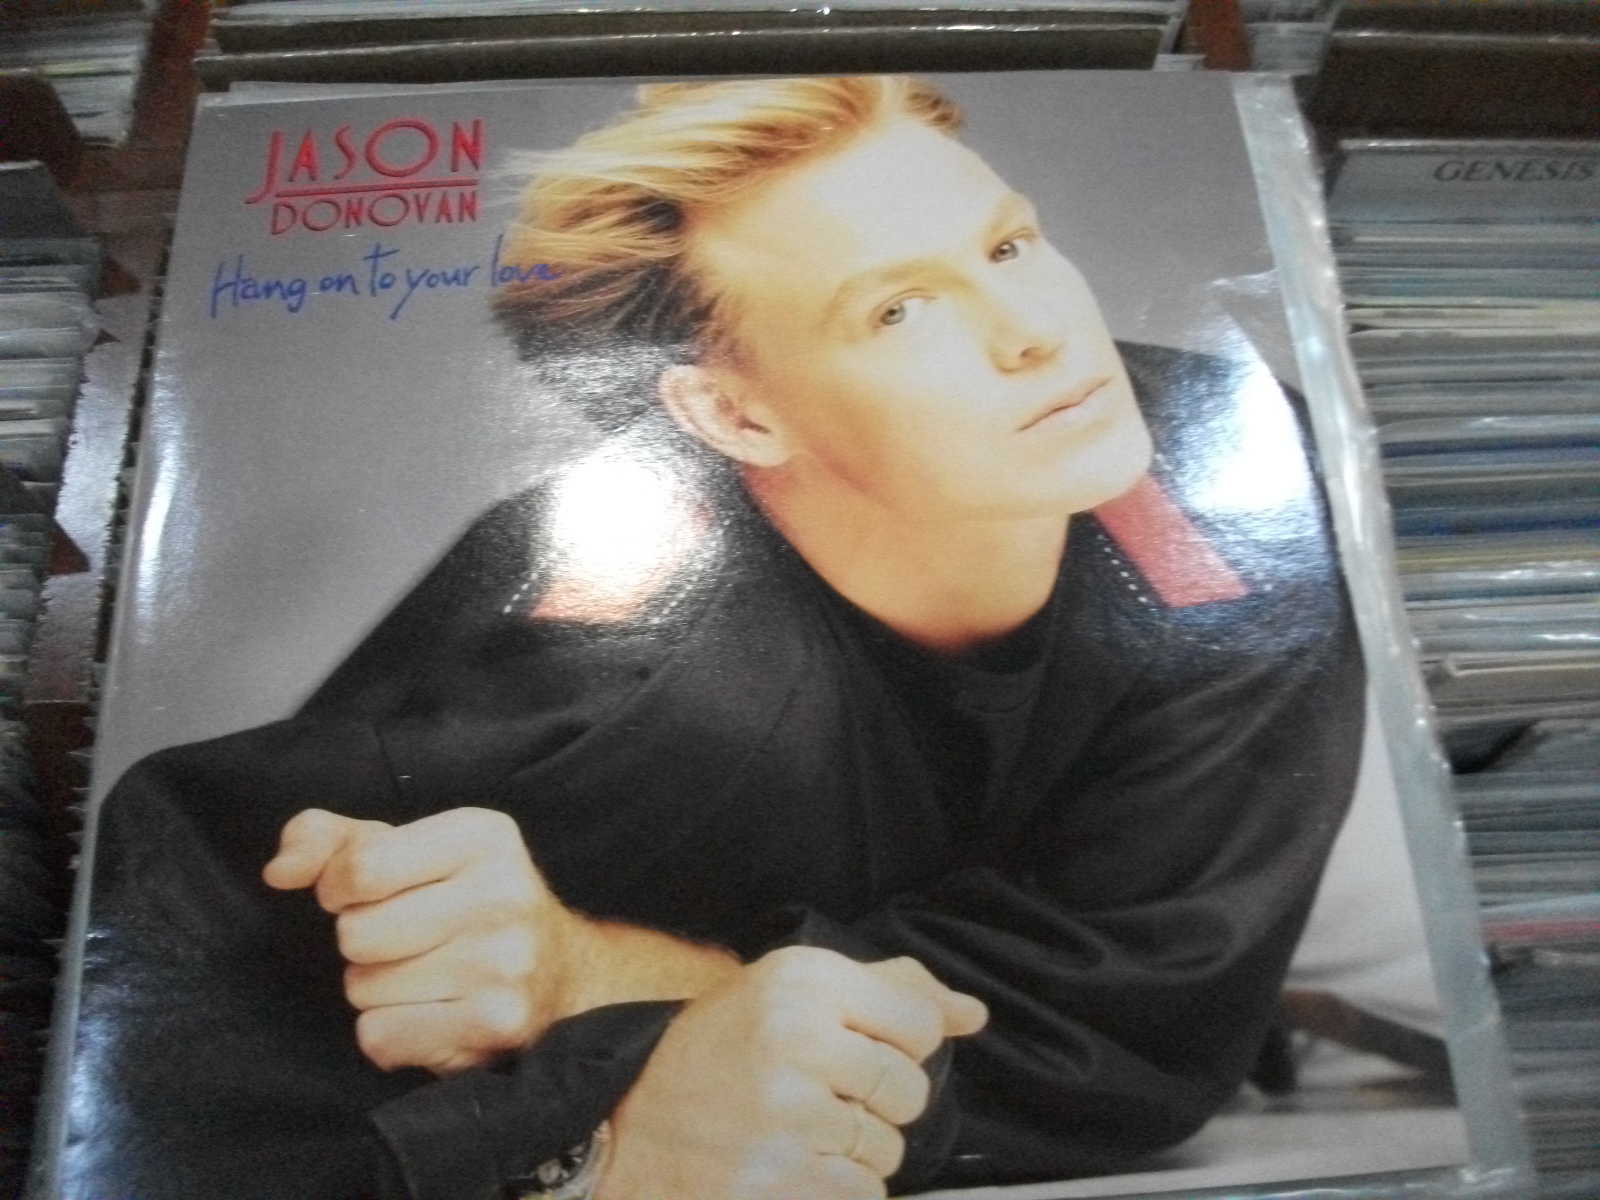 JASON
DONOVAN
Hang on to your love
GENESIS